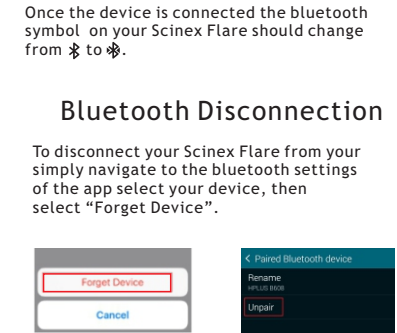 Once the device is connected the bluetooth
symbol on your Scinex Flare should change
from to .
Bluetooth Disconnection
To disconnect your Scinex Flare from your
simply navigate to the bluetooth settings
of the app select your device, then
select “Forget Device”.
Forget Device
Cancel
< Paired Bluetooth device
Rename
HPLUS B608
Unpair